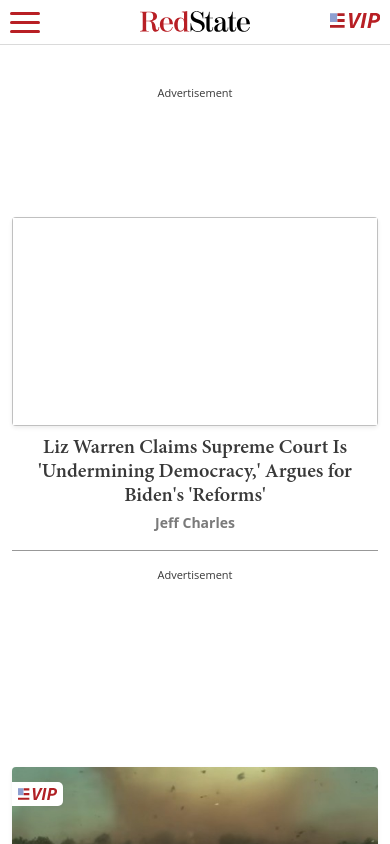 RedState
VIP
Advertisement
Liz Warren Claims Supreme Court Is
'Undermining Democracy,' Argues for
Biden's 'Reforms'
Jeff Charles
Advertisement
VIP